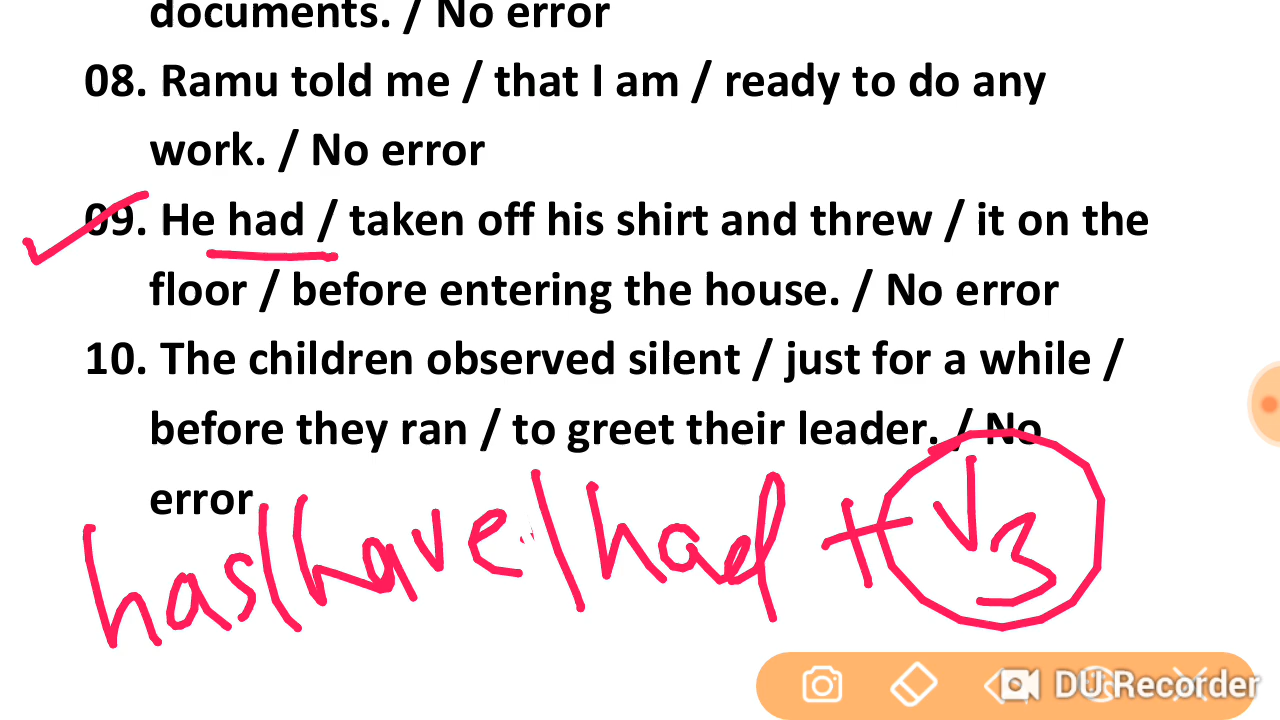 documents. / No error
08. Ramu told me / that I am / ready to do any
work. / No error
09. He had / taken off his shirt and threw / it on the
floor / before entering the house. / No error
10. The children observed silent / just for a while /
before they ran / to greet their leader. / No
error
has/have/had + V3
DU Recorder